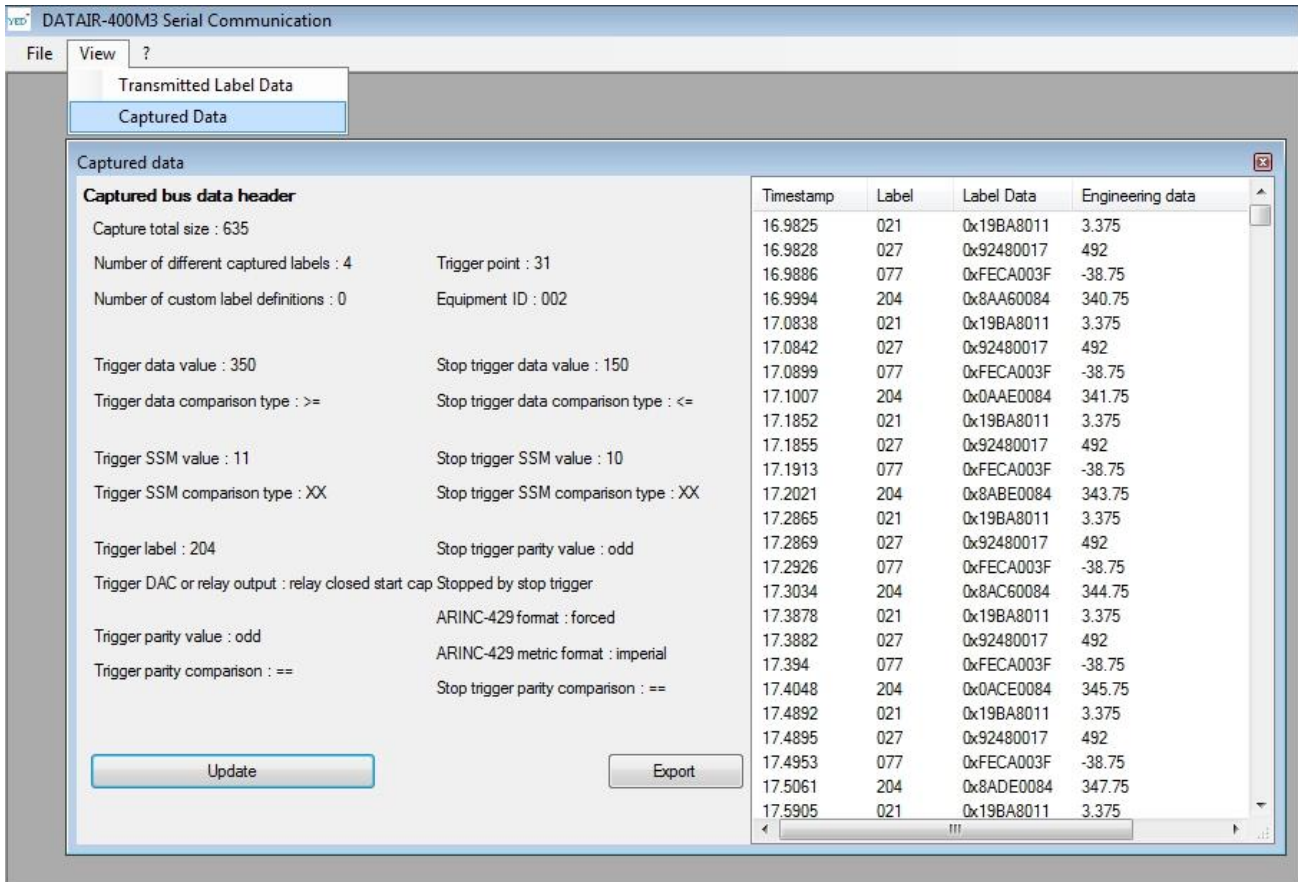 YED DATAIR-400M3 Serial Communication
File View ?
Transmitted Label Data
Captured Data
Captured data
Captured bus data header
Capture total size : 635
Number of different captured labels : 4 Trigger point : 31
Number of custom label definitions : 0 Equipment ID : 002
Trigger data value : 350 Stop trigger data value : 150
Trigger data comparison type : >= Stop trigger data comparison type : <=
Trigger SSM value : 11 Stop trigger SSM value : 10
Trigger SSM comparison type : XX Stop trigger SSM comparison type : XX
Trigger label : 204 Stop trigger parity value : odd
Trigger DAC or relay output : relay closed start cap Stopped by stop trigger
ARINC-429 format : forced
Trigger parity value : odd
ARINC-429 metric format : imperial
Trigger parity comparison : ==
Stop trigger parity comparison : ==
Update Export
Timestamp Label Label Data Engineering data
16.9825 021 0x19BA8011 3.375
16.9828 027 0x92480017 492
16.9886 077 0xFECA003F -38.75
16.9994 204 0x8AA60084 340.75
17.0838 021 0x19BA8011 3.375
17.0842 027 0x92480017 492
17.0899 077 0xFECA003F -38.75
17.1007 204 0x0AAE0084 341.75
17.1852 021 0x19BA8011 3.375
17.1855 027 0x92480017 492
17.1913 077 0xFECA003F -38.75
17.2021 204 0x8ABE0084 343.75
17.2865 021 0x19BA8011 3.375
17.2869 027 0x92480017 492
17.2926 077 0xFECA003F -38.75
17.3034 204 0x8AC60084 344.75
17.3878 021 0x19BA8011 3.375
17.3882 027 0x92480017 492
17.394 077 0xFECA003F -38.75
17.4048 204 0x0ACE0084 345.75
17.4892 021 0x19BA8011 3.375
17.4895 027 0x92480017 492
17.4953 077 0xFECA003F -38.75
17.5061 204 0x8ADE0084 347.75
17.5905 021 0x19BA8011 3.375